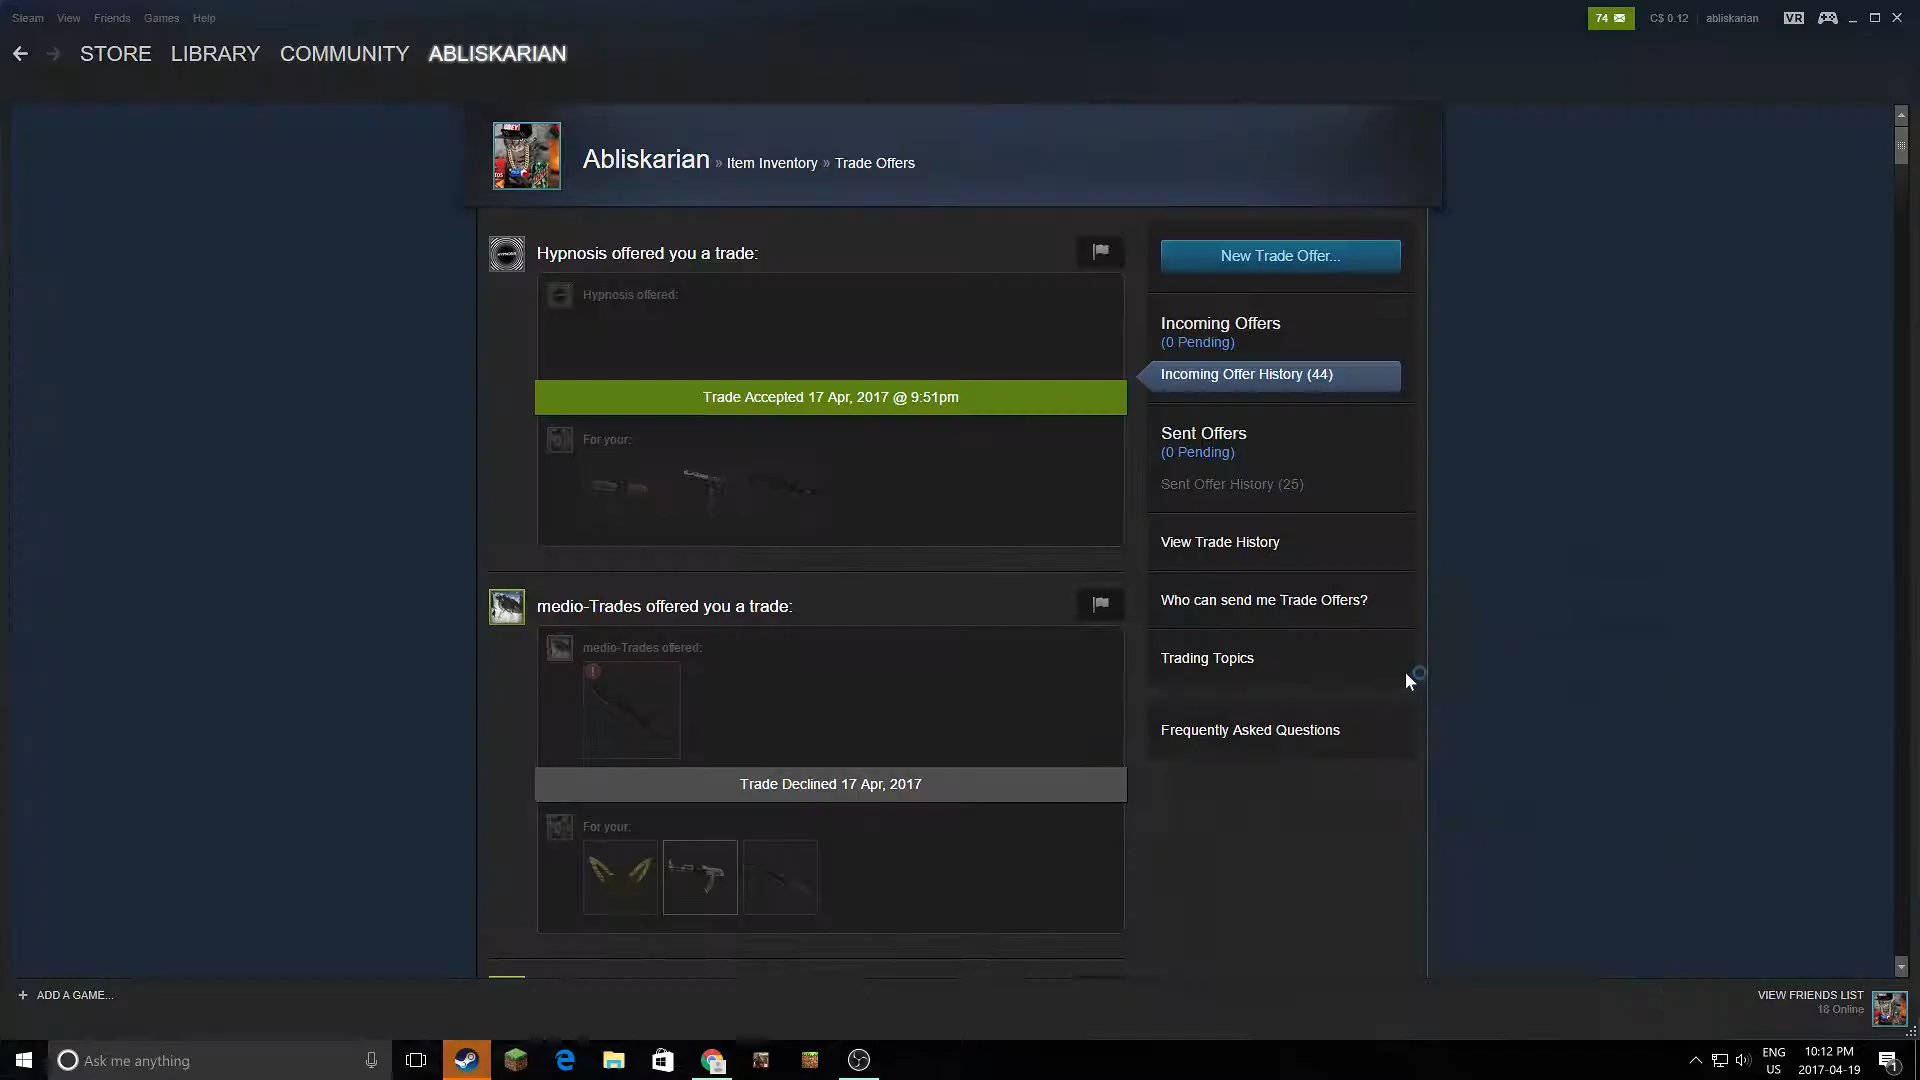 Steam View Friends Games Help
74 C$ 0.12 abliskarian VR
STORE LIBRARY COMMUNITY ABLISKARIAN
Abliskarian » Item Inventory » Trade Offers
Hypnosis offered you a trade:
Hypnosis offered:
Trade Accepted 17 Apr, 2017 @ 9:51pm
For your:
medio-Trades offered you a trade:
medio-Trades offered:
!
Trade Declined 17 Apr, 2017
For your:
New Trade Offer...
Incoming Offers
(0 Pending)
Incoming Offer History (44)
Sent Offers
(0 Pending)
Sent Offer History (25)
View Trade History
Who can send me Trade Offers?
Trading Topics
Frequently Asked Questions
+ ADD A GAME...
VIEW FRIENDS LIST
18 Online
Ask me anything
ENG
US
10:12 PM
2017-04-19
1